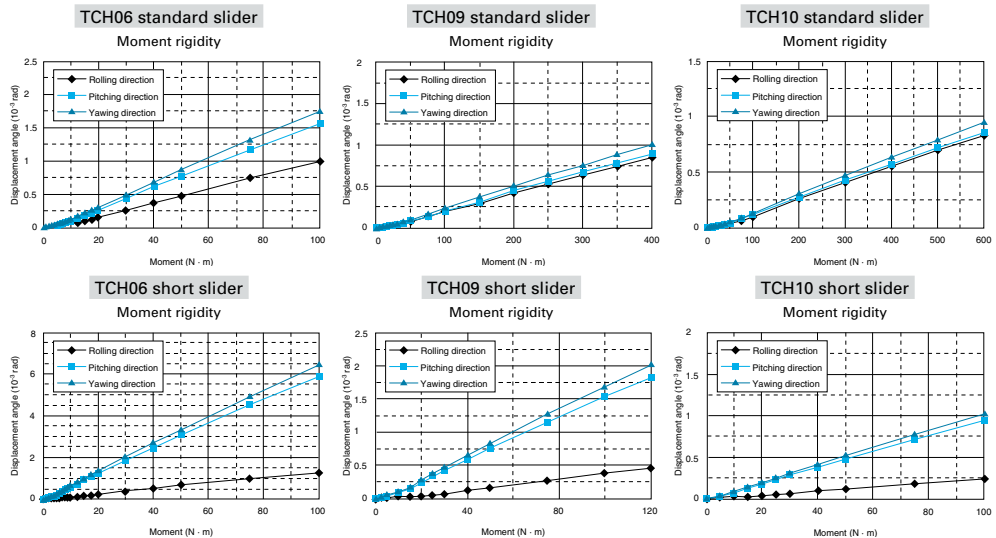 TCH06 standard slider
Moment rigidity
2.5
2
1.5
1
0.5
0
Displacement angle (10⁻³ rad)
Rolling direction
Pitching direction
Yawing direction
0 20 40 60 80 100
Moment (N · m)
TCH09 standard slider
Moment rigidity
2
1.5
1
0.5
0
Displacement angle (10⁻³ rad)
Rolling direction
Pitching direction
Yawing direction
0 100 200 300 400
Moment (N · m)
TCH10 standard slider
Moment rigidity
1.5
1
0.5
0
Displacement angle (10⁻³ rad)
Rolling direction
Pitching direction
Yawing direction
0 100 200 300 400 500 600
Moment (N · m)
TCH06 short slider
Moment rigidity
8
6
4
2
0
Displacement angle (10⁻³ rad)
Rolling direction
Pitching direction
Yawing direction
0 20 40 60 80 100
Moment (N · m)
TCH09 short slider
Moment rigidity
2.5
2
1.5
1
0.5
0
Displacement angle (10⁻³ rad)
Rolling direction
Pitching direction
Yawing direction
0 20 40 60 80 100 120
Moment (N · m)
TCH10 short slider
Moment rigidity
2
1.5
1
0.5
0
Displacement angle (10⁻³ rad)
Rolling direction
Pitching direction
Yawing direction
0 20 40 60 80 100
Moment (N · m)